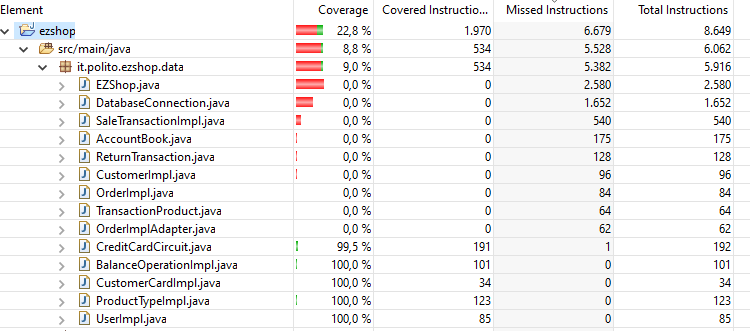 Element Coverage Covered Instructio... Missed Instructions Total Instructions
ezshop 22,8 % 1.970 6.679 8.649
src/main/java 8,8 % 534 5.528 6.062
it.polito.ezshop.data 9,0 % 534 5.382 5.916
EZShop.java 0,0 % 0 2.580 2.580
DatabaseConnection.java 0,0 % 0 1.652 1.652
SaleTransactionImpl.java 0,0 % 0 540 540
AccountBook.java 0,0 % 0 175 175
ReturnTransaction.java 0,0 % 0 128 128
CustomerImpl.java 0,0 % 0 96 96
OrderImpl.java 0,0 % 0 84 84
TransactionProduct.java 0,0 % 0 64 64
OrderImplAdapter.java 0,0 % 0 62 62
CreditCardCircuit.java 99,5 % 191 1 192
BalanceOperationImpl.java 100,0 % 101 0 101
CustomerCardImpl.java 100,0 % 34 0 34
ProductTypeImpl.java 100,0 % 123 0 123
UserImpl.java 100,0 % 85 0 85